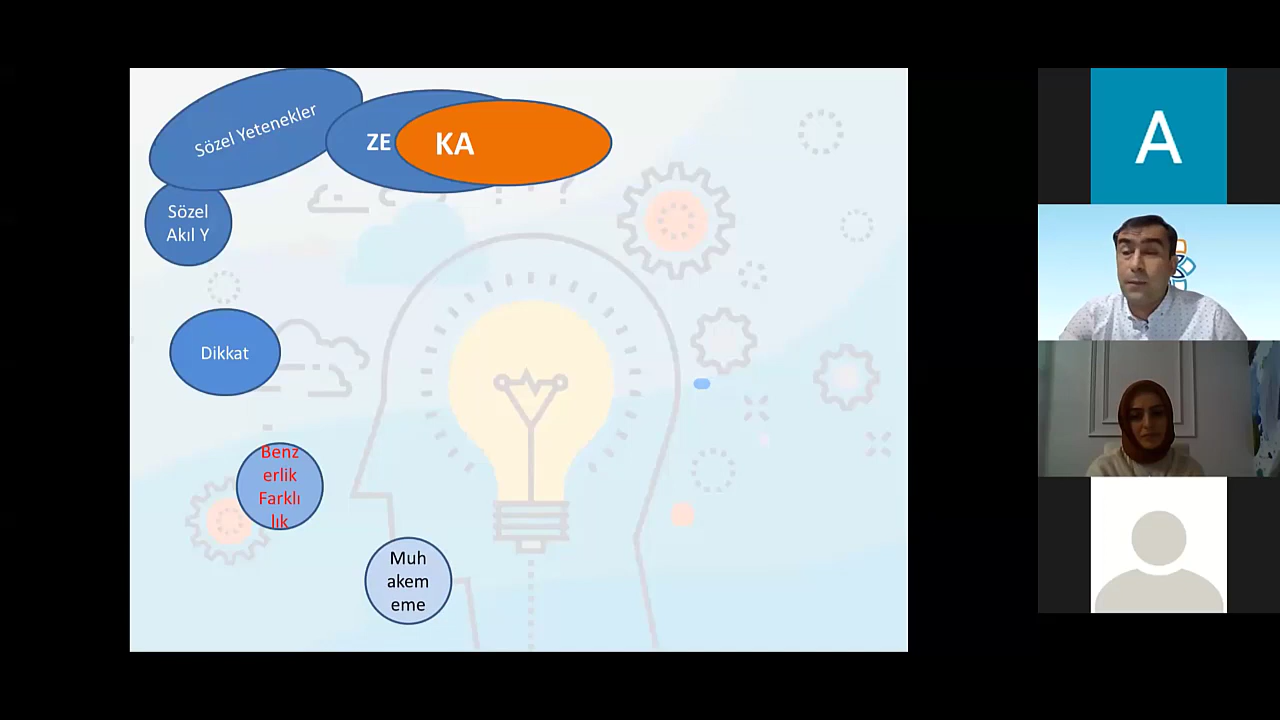 Sözel Yetenekler
ZE
KA
Sözel
Akıl Y
Dikkat
Benz
erlik
Farklı
lık
Muh
akem
eme
A